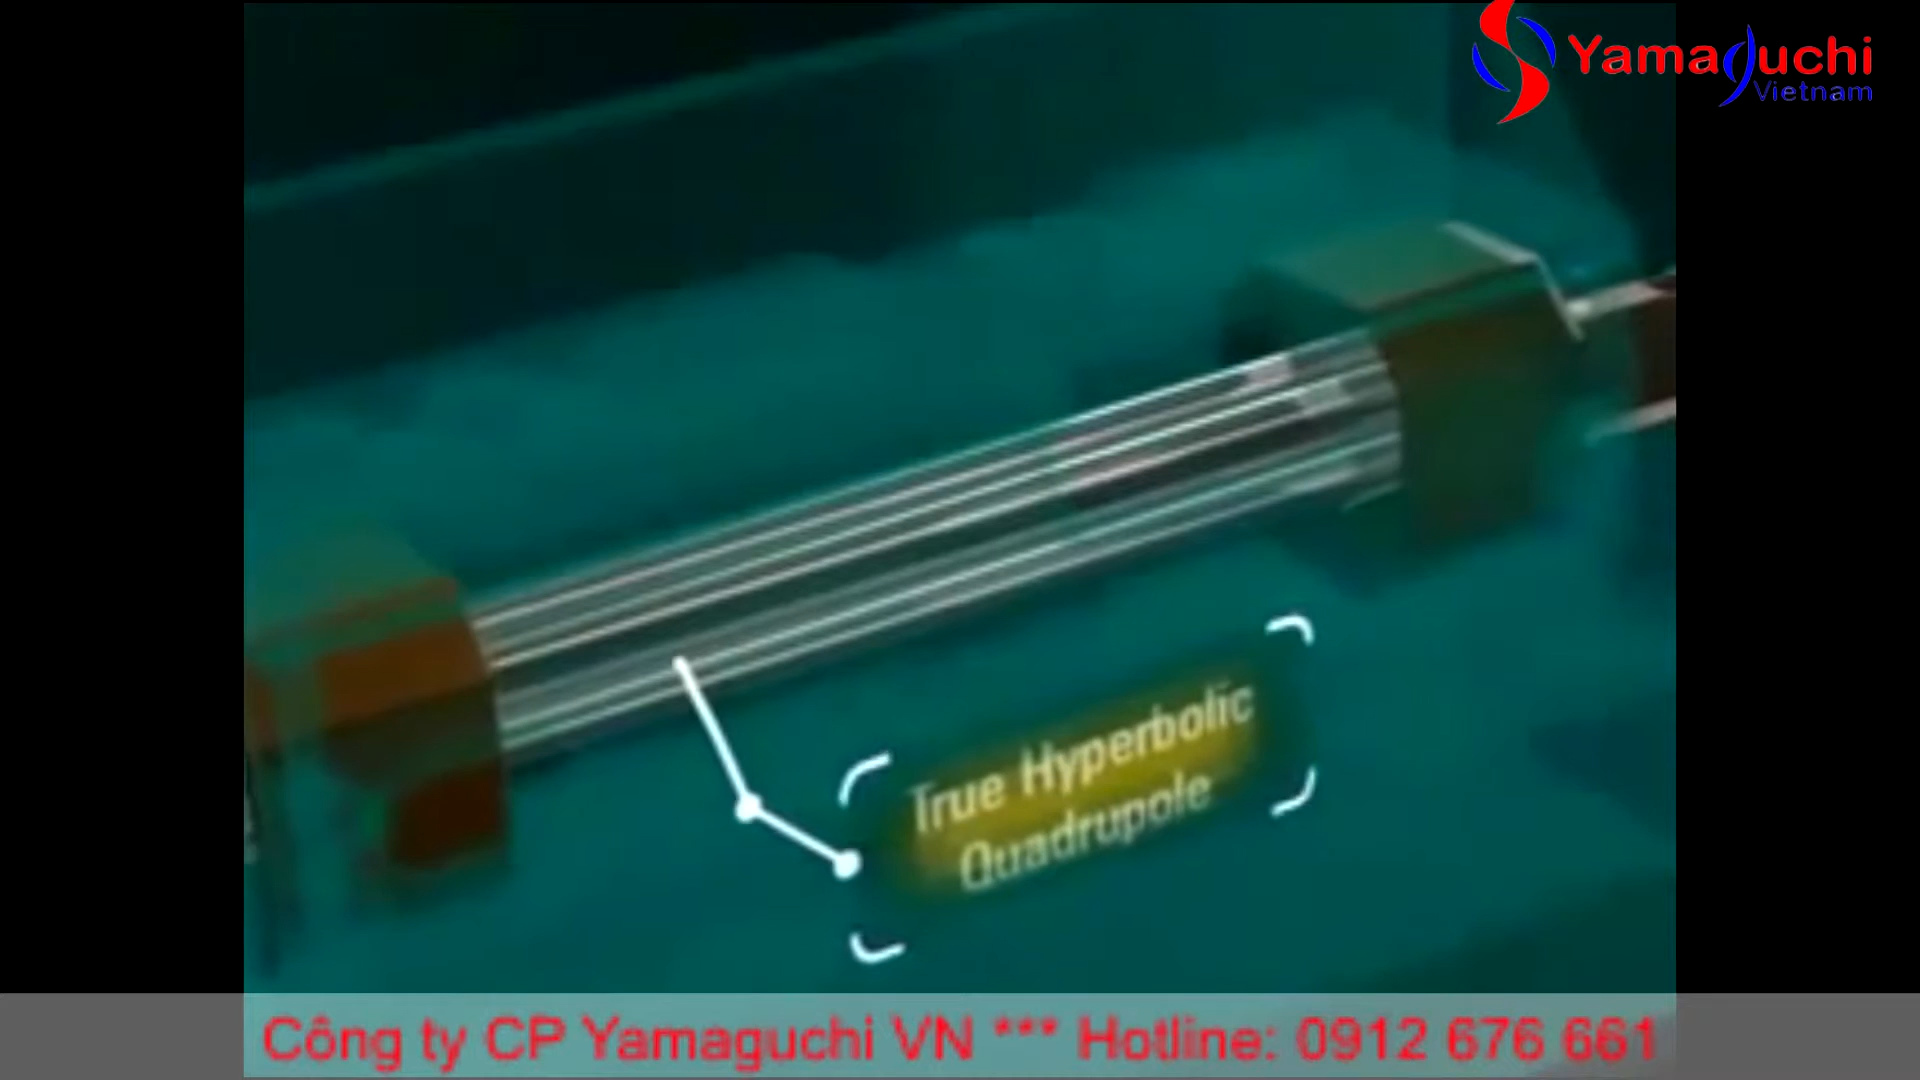 Yamaguchi
Vietnam
True Hyperbolic
Quadrupole
Công ty CP Yamaguchi VN *** Hotline: 0912 676 661